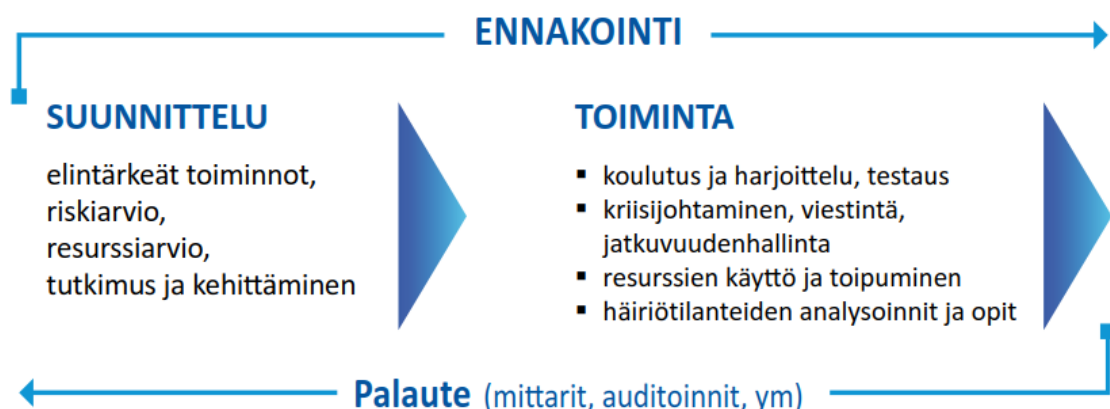 ENNAKOINTI
SUUNNITTELU
elintärkeät toiminnot,
riskiarvio,
resurssiarvio,
tutkimus ja kehittäminen
TOIMINTA
▪ koulutus ja harjoittelu, testaus
▪ kriisijohtaminen, viestintä,
jatkuvuudenhallinta
▪ resurssien käyttö ja toipuminen
▪ häiriötilanteiden analysoinnit ja opit
Palaute (mittarit, auditoinnit, ym)